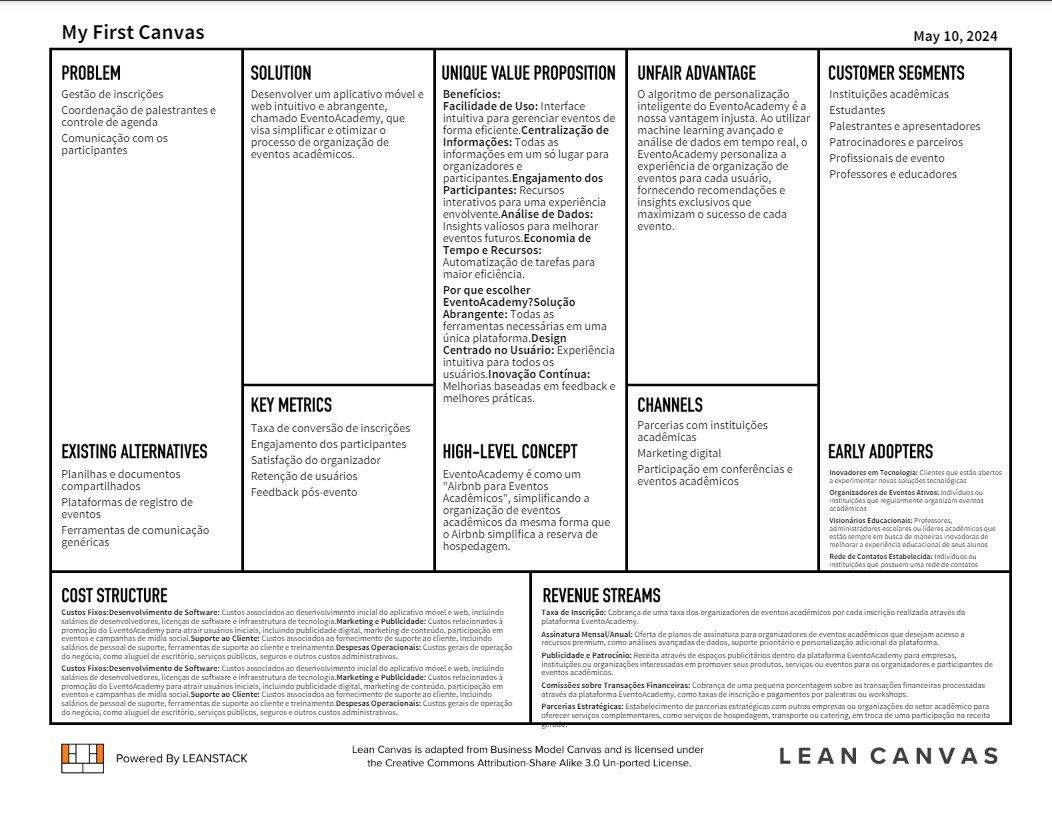 My First Canvas
May 10, 2024
PROBLEM
Gestão de inscrições
Coordenação de palestrantes e
controle de agenda
Comunicação com os
participantes
EXISTING ALTERNATIVES
Planilhas e documentos
compartilhados
Plataformas de registro de
eventos
Ferramentas de comunicação
genéricas
SOLUTION
Desenvolver um aplicativo móvel e
web intuitivo e abrangente,
chamado EventoAcademy, que
visa simplificar e otimizar o
processo de organização de
eventos acadêmicos.
KEY METRICS
Taxa de conversão de inscrições
Engajamento dos participantes
Satisfação do organizador
Retenção de usuários
Feedback pós-evento
UNIQUE VALUE PROPOSITION
Benefícios:
Facilidade de Uso: Interface
intuitiva para gerenciar eventos de
forma eficiente.Centralização de
Informações: Todas as
informações em um só lugar para
organizadores e
participantes.Engajamento dos
Participantes: Recursos
interativos para uma experiência
envolvente.Análise de Dados:
Insights valiosos para melhorar
eventos futuros.Economia de
Tempo e Recursos:
Automatização de tarefas para
maior eficiência.
Por que escolher
EventoAcademy?Solução
Abrangente: Todas as
ferramentas necessárias em uma
única plataforma.Design
Centrado no Usuário: Experiência
intuitiva para todos os
usuários.Inovação Contínua:
Melhorias baseadas em feedback e
melhores práticas.
HIGH-LEVEL CONCEPT
EventoAcademy é como um
"Airbnb para Eventos
Acadêmicos", simplificando a
organização de eventos
acadêmicos da mesma forma que
o Airbnb simplifica a reserva de
hospedagem.
UNFAIR ADVANTAGE
O algoritmo de personalização
inteligente do EventoAcademy é a
nossa vantagem injusta. Ao utilizar
machine learning avançado e
análise de dados em tempo real, o
EventoAcademy personaliza a
experiência de organização de
eventos para cada usuário,
fornecendo recomendações e
insights exclusivos que
maximizam o sucesso de cada
evento.
CHANNELS
Parcerias com instituições
acadêmicas
Marketing digital
Participação em conferências e
eventos acadêmicos
CUSTOMER SEGMENTS
Instituições acadêmicas
Estudantes
Palestrantes e apresentadores
Patrocinadores e parceiros
Profissionais de evento
Professores e educadores
EARLY ADOPTERS
Inovadores em Tecnologia: Clientes que estão abertos
a experimentar novas soluções tecnológicas
Organizadores de Eventos Ativos: Indivíduos ou
instituições que regularmente organizam eventos
acadêmicos
Visionários Educacionais: Professores,
administradores escolares ou líderes acadêmicos que
estão sempre em busca de maneiras inovadoras de
melhorar a experiência educacional de seus alunos
Rede de Contatos Estabelecida: Indivíduos ou
instituições que possuem uma rede de contatos
COST STRUCTURE
Custos Fixos:Desenvolvimento de Software: Custos associados ao desenvolvimento inicial do aplicativo móvel e web, incluindo
salários de desenvolvedores, licenças de software e infraestrutura de tecnologia.Marketing e Publicidade: Custos relacionados à
promoção do EventoAcademy para atrair usuários iniciais, incluindo publicidade digital, marketing de conteúdo, participação em
eventos e campanhas de mídia social.Suporte ao Cliente: Custos associados ao fornecimento de suporte ao cliente, incluindo
salários de pessoal de suporte, ferramentas de suporte ao cliente e treinamento.Despesas Operacionais: Custos gerais de operação
do negócio, como aluguel de escritório, serviços públicos, seguros e outros custos administrativos.
Custos Fixos:Desenvolvimento de Software: Custos associados ao desenvolvimento inicial do aplicativo móvel e web, incluindo
salários de desenvolvedores, licenças de software e infraestrutura de tecnologia.Marketing e Publicidade: Custos relacionados à
promoção do EventoAcademy para atrair usuários iniciais, incluindo publicidade digital, marketing de conteúdo, participação em
eventos e campanhas de mídia social.Suporte ao Cliente: Custos associados ao fornecimento de suporte ao cliente, incluindo
salários de pessoal de suporte, ferramentas de suporte ao cliente e treinamento.Despesas Operacionais: Custos gerais de operação
do negócio, como aluguel de escritório, serviços públicos, seguros e outros custos administrativos.
REVENUE STREAMS
Taxa de Inscrição: Cobrança de uma taxa dos organizadores de eventos acadêmicos por cada inscrição realizada através da
plataforma EventoAcademy.
Assinatura Mensal/Anual: Oferta de planos de assinatura para organizadores de eventos acadêmicos que desejam acesso a
recursos premium, como análises avançadas de dados, suporte prioritário e personalização adicional da plataforma.
Publicidade e Patrocínio: Receita através de espaços publicitários dentro da plataforma EventoAcademy para empresas,
instituições ou organizações interessadas em promover seus produtos, serviços ou eventos para os organizadores e participantes de
eventos acadêmicos.
Comissões sobre Transações Financeiras: Cobrança de uma pequena porcentagem sobre as transações financeiras processadas
através da plataforma EventoAcademy, como taxas de inscrição e pagamentos por palestras ou workshops.
Parcerias Estratégicas: Estabelecimento de parcerias estratégicas com outras empresas ou organizações do setor acadêmico para
oferecer serviços complementares, como serviços de hospedagem, transporte ou catering, em troca de uma participação na receita
Powered By LEANSTACK
Lean Canvas is adapted from Business Model Canvas and is licensed under
the Creative Commons Attribution-Share Alike 3.0 Un-ported License.
LEAN CANVAS